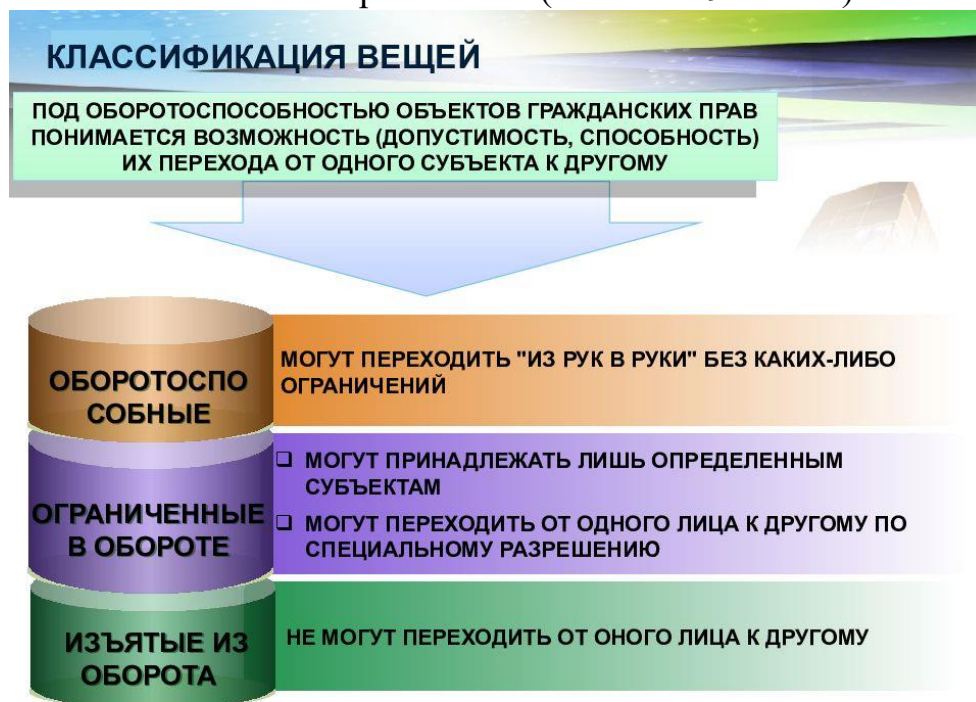 КЛАССИФИКАЦИЯ ВЕЩЕЙ
ПОД ОБОРОТОСПОСОБНОСТЬЮ ОБЪЕКТОВ ГРАЖДАНСКИХ ПРАВ
ПОНИМАЕТСЯ ВОЗМОЖНОСТЬ (ДОПУСТИМОСТЬ, СПОСОБНОСТЬ)
ИХ ПЕРЕХОДА ОТ ОДНОГО СУБЪЕКТА К ДРУГОМУ
ОБОРОТОСПО
СОБНЫЕ
МОГУТ ПЕРЕХОДИТЬ "ИЗ РУК В РУКИ" БЕЗ КАКИХ-ЛИБО
ОГРАНИЧЕНИЙ
ОГРАНИЧЕННЫЕ
В ОБОРОТЕ
❑ МОГУТ ПРИНАДЛЕЖАТЬ ЛИШЬ ОПРЕДЕЛЕННЫМ
СУБЪЕКТАМ
❑ МОГУТ ПЕРЕХОДИТЬ ОТ ОДНОГО ЛИЦА К ДРУГОМУ ПО
СПЕЦИАЛЬНОМУ РАЗРЕШЕНИЮ
ИЗЪЯТЫЕ ИЗ
ОБОРОТА
НЕ МОГУТ ПЕРЕХОДИТЬ ОТ ОНОГО ЛИЦА К ДРУГОМУ